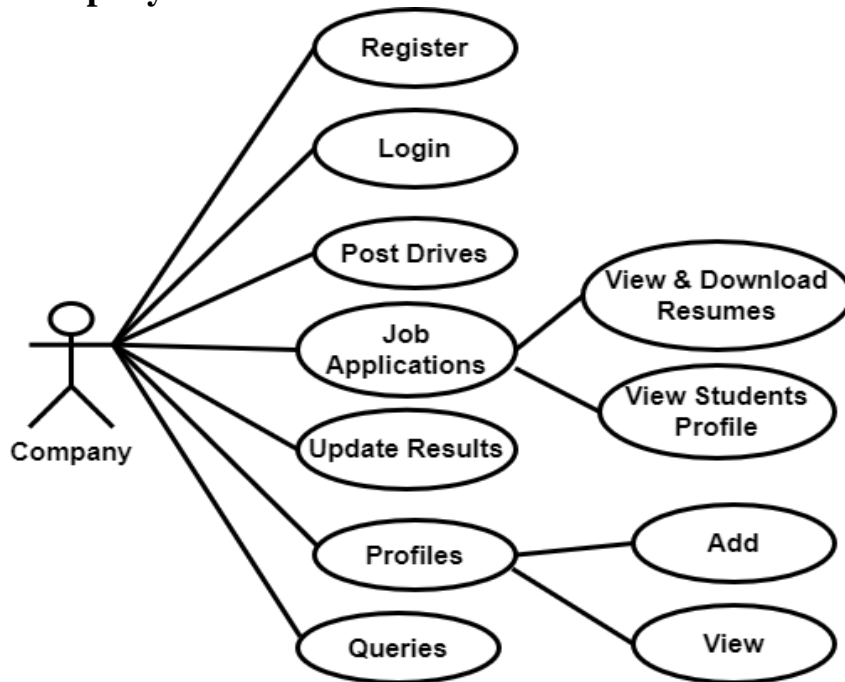 Register
Login
Post Drives
View & Download
Resumes
Job
Applications
View Students
Profile
Company
Update Results
Profiles
Add
View
Queries